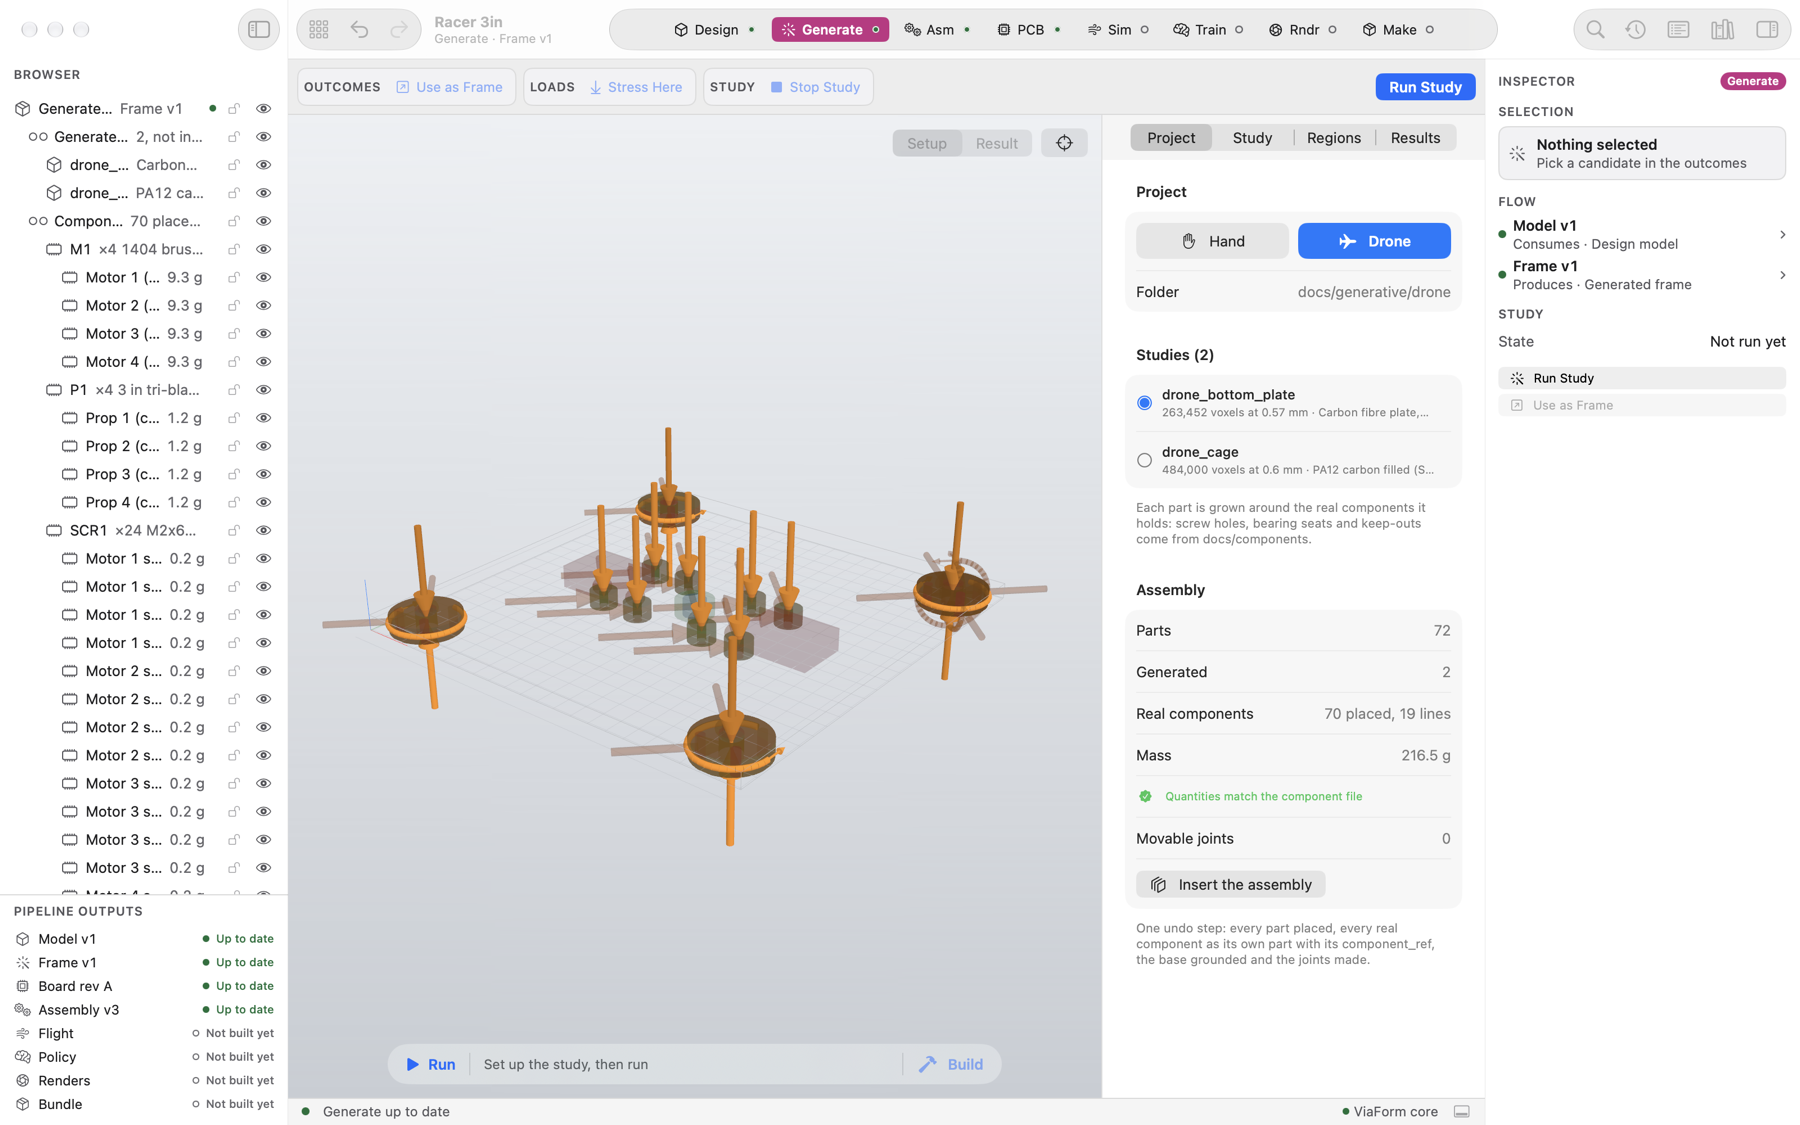 Racer 3in
Generate · Frame v1
Design
Generate
Asm
PCB
Sim
Train
Rndr
Make
BROWSER
Generate... Frame v1
Generate... 2, not in...
drone_... Carbon...
drone_... PA12 ca...
Compon... 70 place...
M1 ×4 1404 brus...
Motor 1 (... 9.3 g
Motor 2 (... 9.3 g
Motor 3 (... 9.3 g
Motor 4 (... 9.3 g
P1 ×4 3 in tri-bla...
Prop 1 (c... 1.2 g
Prop 2 (c... 1.2 g
Prop 3 (c... 1.2 g
Prop 4 (c... 1.2 g
SCR1 ×24 M2x6...
Motor 1 s... 0.2 g
Motor 1 s... 0.2 g
Motor 1 s... 0.2 g
Motor 1 s... 0.2 g
Motor 2 s... 0.2 g
Motor 2 s... 0.2 g
Motor 2 s... 0.2 g
Motor 2 s... 0.2 g
Motor 3 s... 0.2 g
Motor 3 s... 0.2 g
Motor 3 s... 0.2 g
Motor 3 s... 0.2 g
PIPELINE OUTPUTS
Model v1 Up to date
Frame v1 Up to date
Board rev A Up to date
Assembly v3 Up to date
Flight Not built yet
Policy Not built yet
Renders Not built yet
Bundle Not built yet
OUTCOMES Use as Frame
LOADS Stress Here
STUDY Stop Study
Run Study
Setup Result
Run Set up the study, then run Build
Generate up to date
ViaForm core
Project Study Regions Results
Project
Hand Drone
Folder docs/generative/drone
Studies (2)
drone_bottom_plate
263,452 voxels at 0.57 mm · Carbon fibre plate,...
drone_cage
484,000 voxels at 0.6 mm · PA12 carbon filled (S...
Each part is grown around the real components it
holds: screw holes, bearing seats and keep-outs
come from docs/components.
Assembly
Parts 72
Generated 2
Real components 70 placed, 19 lines
Mass 216.5 g
Quantities match the component file
Movable joints 0
Insert the assembly
One undo step: every part placed, every real
component as its own part with its component_ref,
the base grounded and the joints made.
INSPECTOR Generate
SELECTION
Nothing selected
Pick a candidate in the outcomes
FLOW
Model v1
Consumes · Design model
Frame v1
Produces · Generated frame
STUDY
State Not run yet
Run Study
Use as Frame